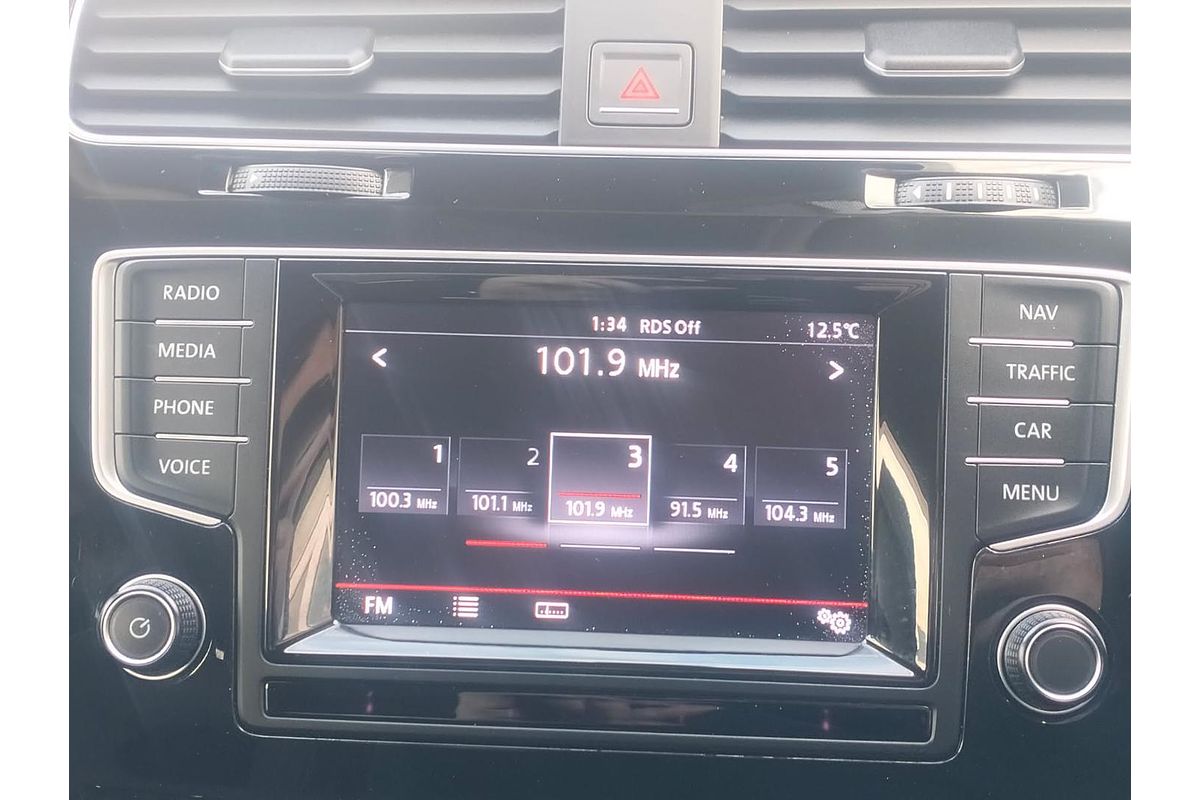 RADIO
MEDIA
PHONE
VOICE
1:34 RDS Off 12.5°C
< 101.9 MHz >
1 2 3 4 5
100.3 MHz 101.1 MHz 101.9 MHz 91.5 MHz 104.3 MHz
FM
NAV
TRAFFIC
CAR
MENU